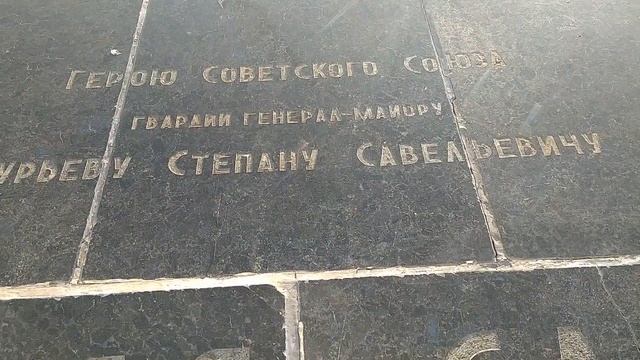 Герою Советского Союза
гвардии генерал-майору
урьеву Степану Савельевичу